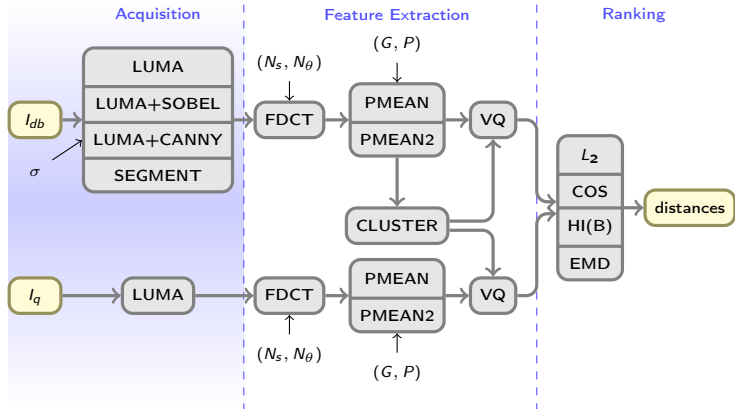 Acquisition
Feature Extraction
Ranking
(G, P)
(N_s, N_θ)
LUMA
LUMA+SOBEL
LUMA+CANNY
SEGMENT
I_db
σ
FDCT
PMEAN
PMEAN2
VQ
CLUSTER
L_2
COS
HI(B)
EMD
distances
I_q
LUMA
FDCT
PMEAN
PMEAN2
VQ
(N_s, N_θ)
(G, P)